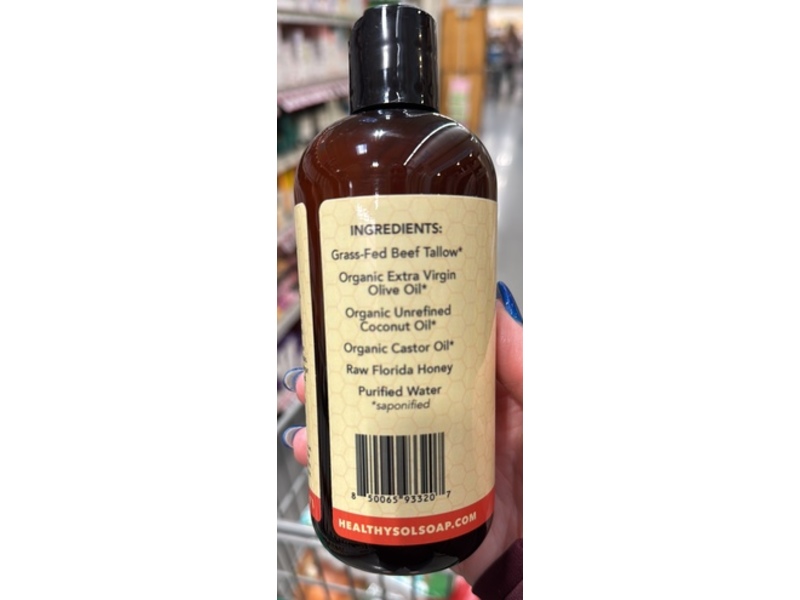 INGREDIENTS:
Grass-Fed Beef Tallow*
Organic Extra Virgin
Olive Oil*
Organic Unrefined
Coconut Oil*
Organic Castor Oil*
Raw Florida Honey
Purified Water
*saponified
8 50065 93320 7
HEALTHYSOLSOAP.COM